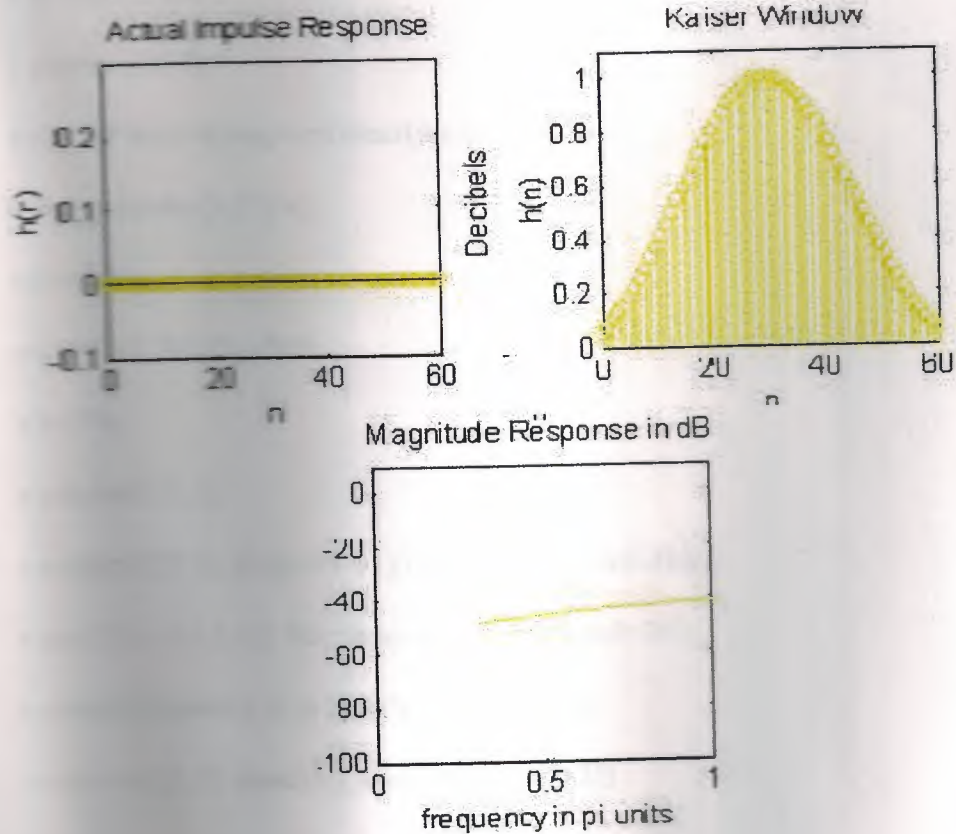 Actual Impulse Response
0.2
0.1
0
-0.1
h(r)
0 20 40 60
n
Kaiser Window
Decibels
h(n)
1
0.8
0.6
0.4
0.2
0
0 20 40 60
n
Magnitude Response in dB
0
-20
-40
-60
80
-100
0 0.5 1
frequency in pi units